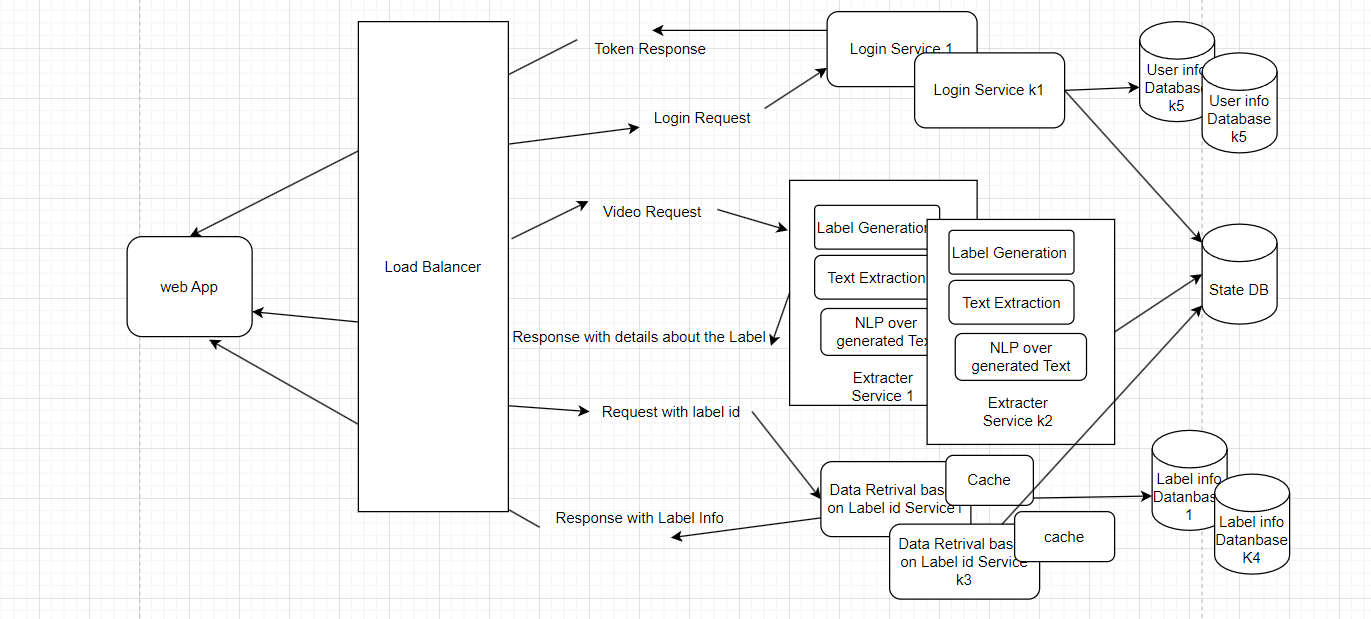 web App
Load Balancer
Token Response
Login Request
Video Request
Response with details about the Label
Request with label id
Response with Label Info
Login Service 1
Login Service k1
User info
Database
k5
User info
Database
k5
Label Generation
Text Extraction
NLP over
generated Tex
Extracter
Service 1
Label Generation
Text Extraction
NLP over
generated Text
Extracter
Service k2
State DB
Data Retrival bas
on Label id Service1
Cache
Data Retrival bas
on Label id Service
k3
cache
Label info
Datanbas
1
Label info
Datanbase
K4